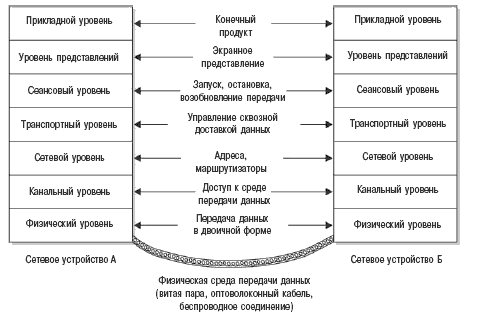 Прикладной уровень
Конечный
продукт
Прикладной уровень
Уровень представлений
Экранное
представление
Уровень представлений
Сеансовый уровень
Запуск, остановка,
возобновление передачи
Сеансовый уровень
Транспортный уровень
Управление сквозной
доставкой данных
Транспортный уровень
Сетевой уровень
Адреса,
маршрутизаторы
Сетевой уровень
Канальный уровень
Доступ к среде
передачи данных
Канальный уровень
Физический уровень
Передача данных
в двоичной форме
Физический уровень
Сетевое устройство А
Сетевое устройство Б
Физическая среда передачи данных
(витая пара, оптоволоконный кабель,
беспроводное соединение)